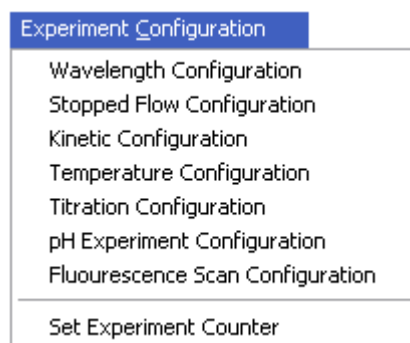 Experiment Configuration
Wavelength Configuration
Stopped Flow Configuration
Kinetic Configuration
Temperature Configuration
Titration Configuration
pH Experiment Configuration
Fluourescence Scan Configuration
Set Experiment Counter